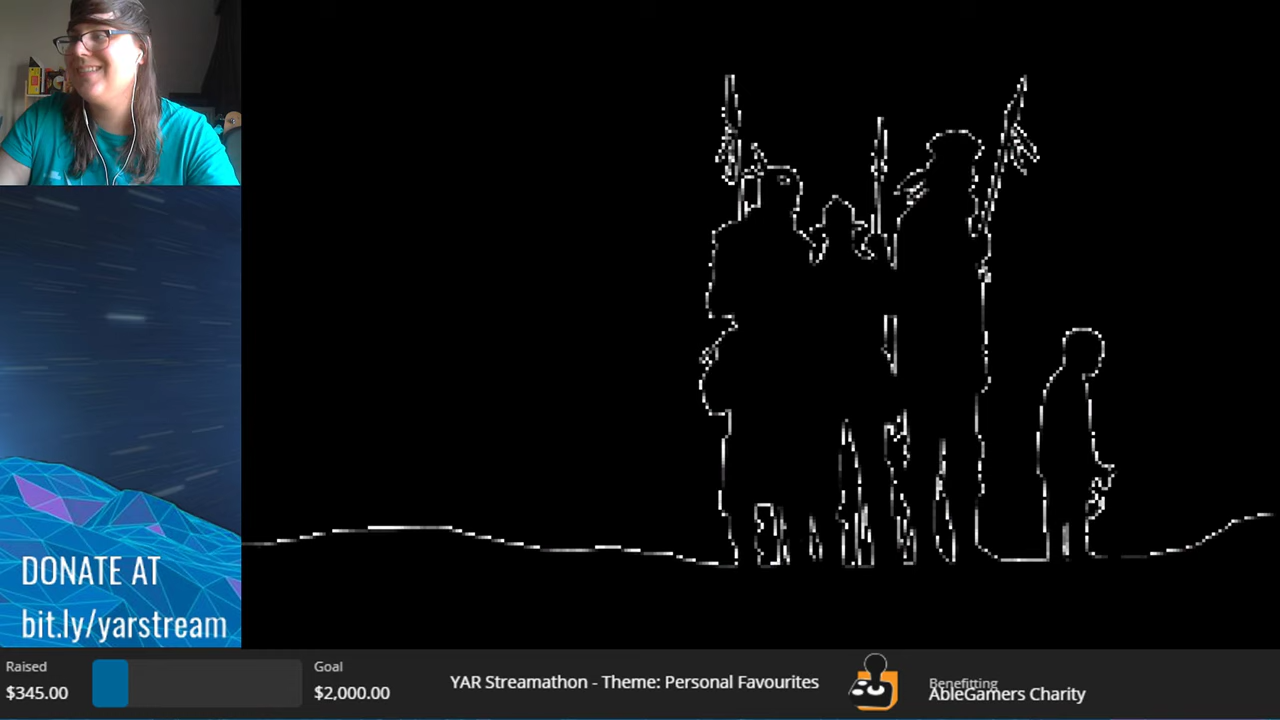 DONATE AT
bit.ly/yarstream
Raised
$345.00
Goal
$2,000.00
YAR Streamathon - Theme: Personal Favourites
Benefitting
AbleGamers Charity